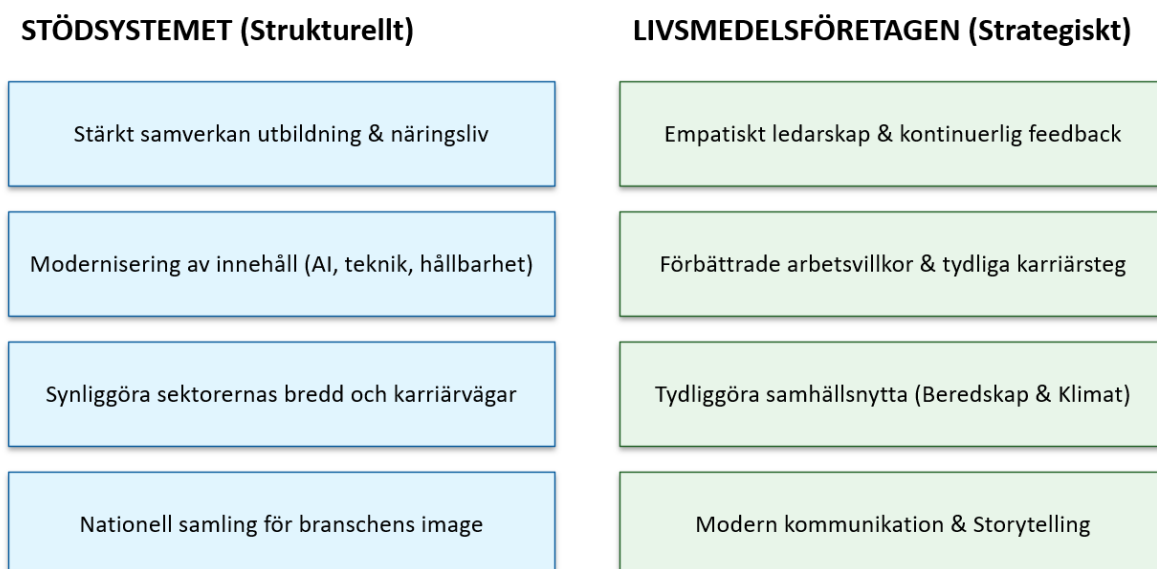 STÖDSYSTEMET (Strukturellt)
Stärkt samverkan utbildning & näringsliv
Modernisering av innehåll (AI, teknik, hållbarhet)
Synliggöra sektorernas bredd och karriärvägar
Nationell samling för branschens image
LIVSMEDELSFÖRETAGEN (Strategiskt)
Empatiskt ledarskap & kontinuerlig feedback
Förbättrade arbetsvillkor & tydliga karriärsteg
Tydliggöra samhällsnytta (Beredskap & Klimat)
Modern kommunikation & Storytelling